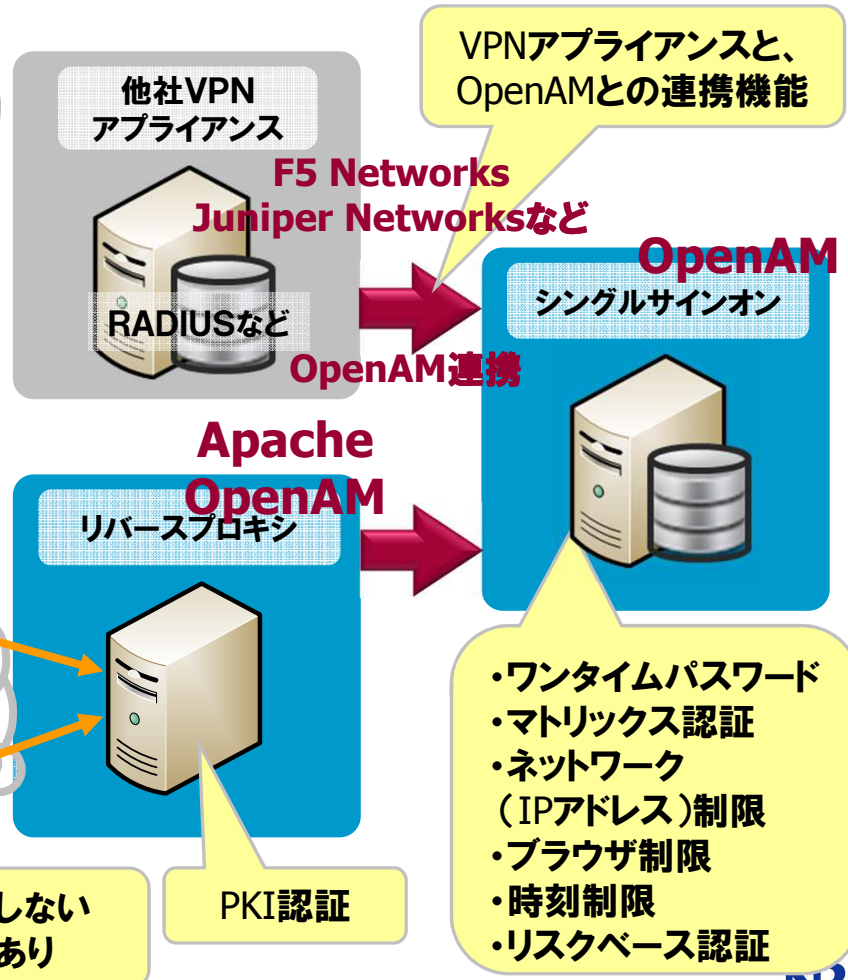 VPNアプライアンスと、
OpenAMとの連携機能
他社VPN
アプライアンス
F5 Networks
Juniper Networksなど
RADIUSなど
OpenAM連携
OpenAM
シングルサインオン
Apache
OpenAM
リバースプロキシ
・ワンタイムパスワード
・マトリックス認証
・ネットワーク
（IPアドレス）制限
・ブラウザ制限
・時刻制限
・リスクベース認証
PKI認証
しない
あり